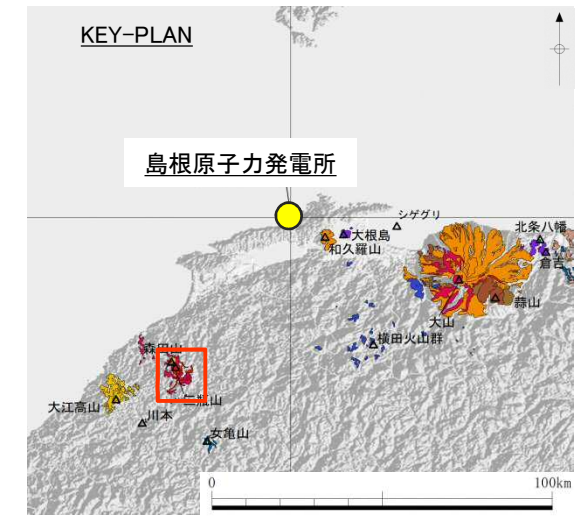 KEY-PLAN
島根原子力発電所
シゲグリ
北条八幡
大根島
和久羅山
倉吉
蒜山
大山
横田火山群
森田山
三瓶山
大江高山
川本
女亀山
0 100km